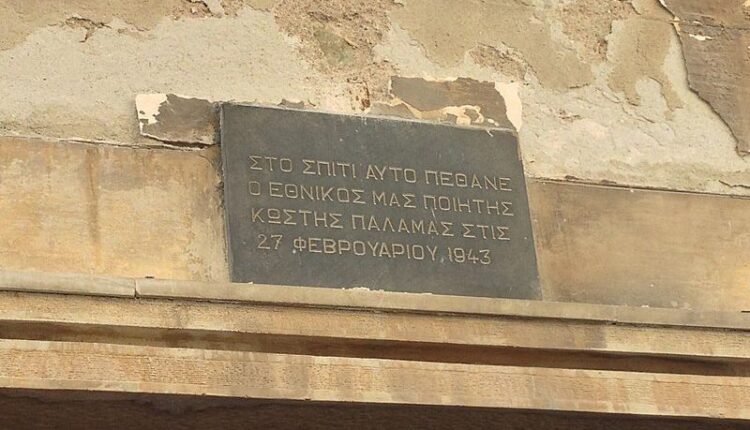 ΣΤΟ ΣΠΙΤΙ ΑΥΤΟ ΠΕΘΑΝΕ
Ο ΕΘΝΙΚΟΣ ΜΑΣ ΠΟΙΗΤΗΣ
ΚΩΣΤΗΣ ΠΑΛΑΜΑΣ ΣΤΙΣ
27 ΦΕΒΡΟΥΑΡΙΟΥ 1943